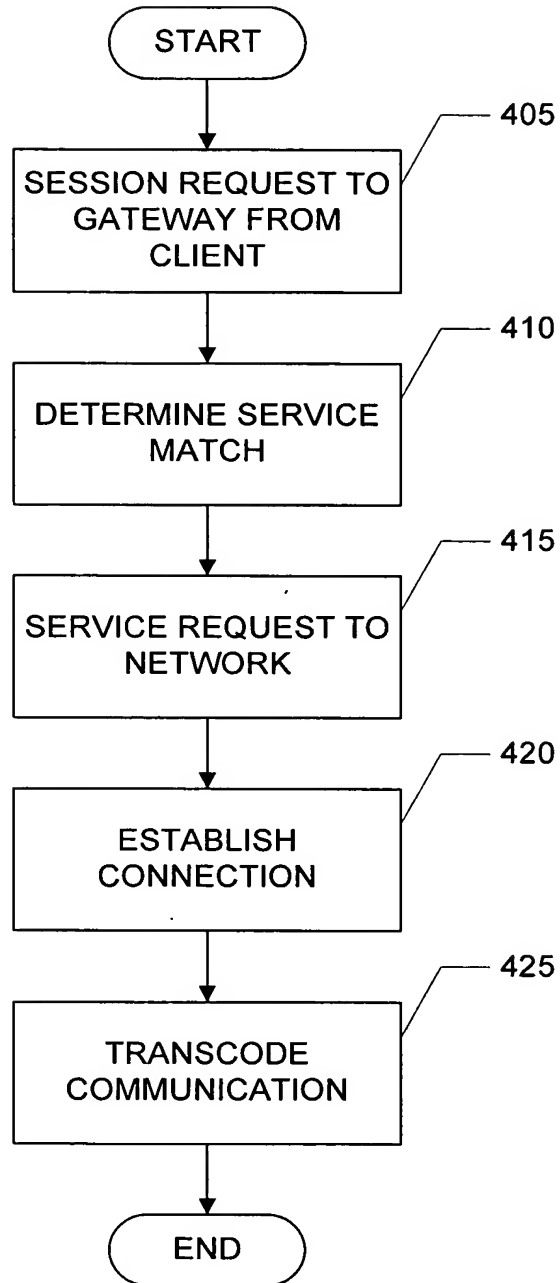 START
405
SESSION REQUEST TO
GATEWAY FROM
CLIENT
410
DETERMINE SERVICE
MATCH
415
SERVICE REQUEST TO
NETWORK
420
ESTABLISH
CONNECTION
425
TRANSCODE
COMMUNICATION
END